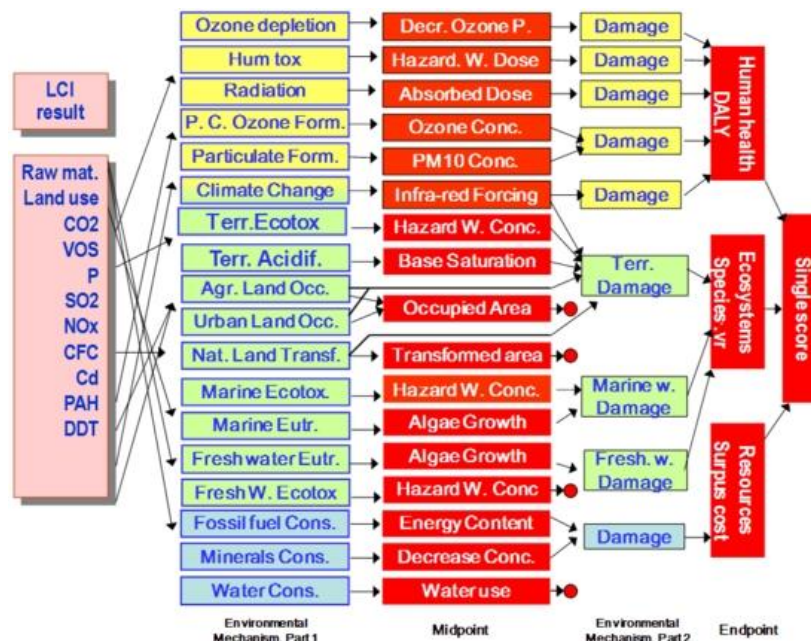 LCI
result
Raw mat.
Land use
CO2
VOS
P
SO2
NOx
CFC
Cd
PAH
DDT
Ozone depletion
Hum tox
Radiation
P. C. Ozone Form.
Particulate Form.
Climate Change
Terr.Ecotox
Terr. Acidif.
Agr. Land Occ.
Urban Land Occ.
Nat. Land Transf.
Marine Ecotox.
Marine Eutr.
Freshwater Eutr.
Fresh W. Ecotox
Fossil fuel Cons.
Minerals Cons.
Water Cons.
Environmental
Mechanism, Part 1
Decr. Ozone P.
Hazard. W. Dose
Absorbed Dose
Ozone Conc.
PM10 Conc.
Infra-red Forcing
Hazard W. Conc.
Base Saturation
Occupied Area
Transformed area
Hazard W. Conc.
Algae Growth
Algae Growth
Hazard W. Conc
Energy Content
Decrease Conc.
Water use
Midpoint
Damage
Damage
Damage
Damage
Damage
Terr.
Damage
Marine w.
Damage
Fresh. w.
Damage
Damage
Environmental
Mechanism, Part2
Human health
DALY
Ecosystems
Species.yr
Resources
Surpus cost
Endpoint
Slingle score